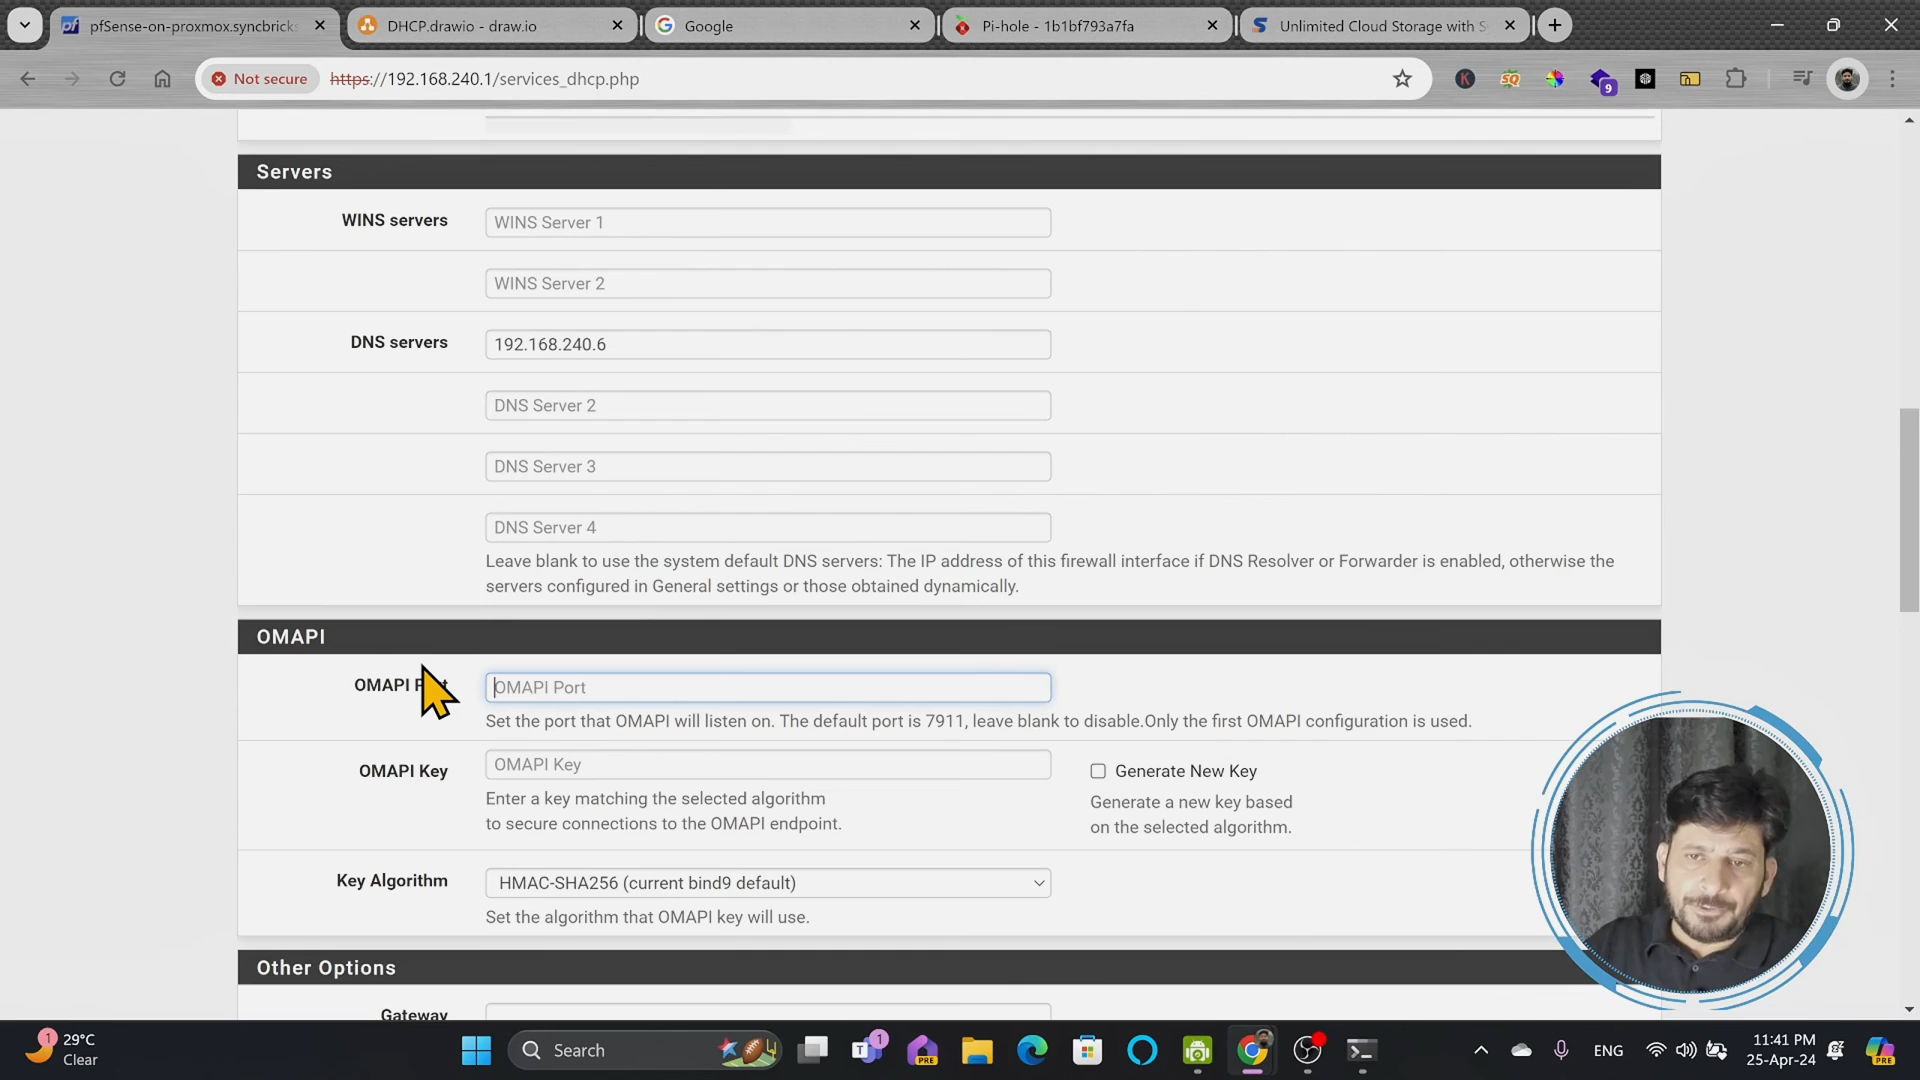 pfSense-on-proxmox.syncbricks
DHCP.drawio - draw.io
Google
Pi-hole - 1b1bf793a7fa
Unlimited Cloud Storage with S
Not secure
https://192.168.240.1/services_dhcp.php
9
Servers
WINS servers
WINS Server 1
WINS Server 2
DNS servers
192.168.240.6
DNS Server 2
DNS Server 3
DNS Server 4
Leave blank to use the system default DNS servers: The IP address of this firewall interface if DNS Resolver or Forwarder is enabled, otherwise the
servers configured in General settings or those obtained dynamically.
OMAPI
OMAPI
OMAPI Port
Set the port that OMAPI will listen on. The default port is 7911, leave blank to disable.Only the first OMAPI configuration is used.
OMAPI Key
OMAPI Key
Generate New Key
Enter a key matching the selected algorithm
to secure connections to the OMAPI endpoint.
Generate a new key based
on the selected algorithm.
Key Algorithm
HMAC-SHA256 (current bind9 default)
Set the algorithm that OMAPI key will use.
Other Options
Gateway
1
29°C
Clear
Search
1
PRE
ENG
11:41 PM
25-Apr-24
PRE